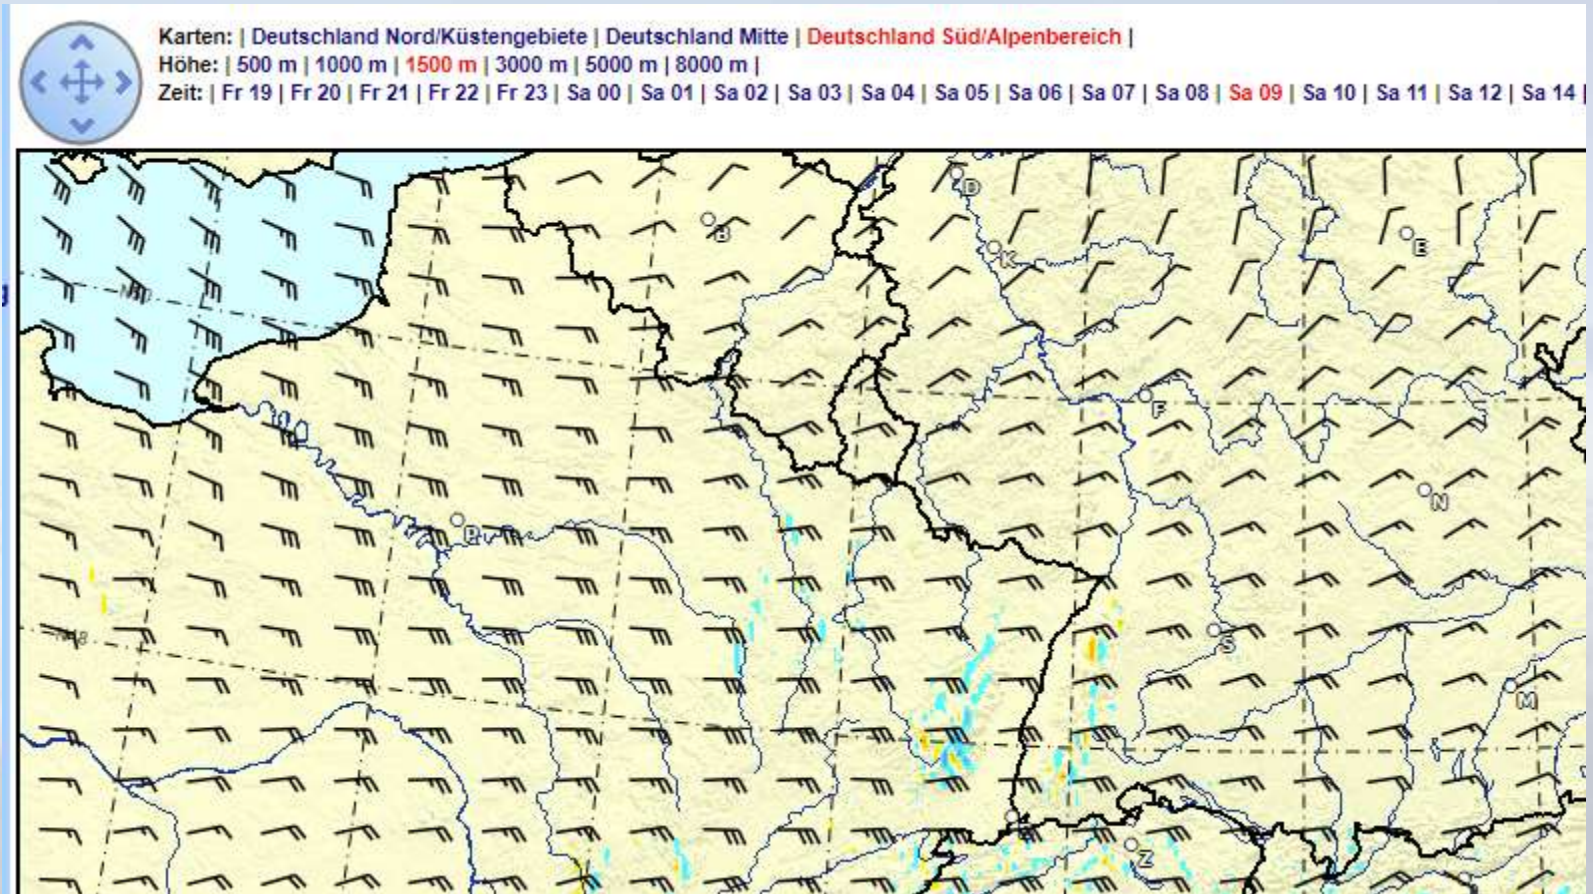 Karten: | Deutschland Nord/Küstengebiete | Deutschland Mitte | Deutschland Süd/Alpenbereich |
Höhe: | 500 m | 1000 m | 1500 m | 3000 m | 5000 m | 8000 m |
Zeit: | Fr 19 | Fr 20 | Fr 21 | Fr 22 | Fr 23 | Sa 00 | Sa 01 | Sa 02 | Sa 03 | Sa 04 | Sa 05 | Sa 06 | Sa 07 | Sa 08 | Sa 09 | Sa 10 | Sa 11 | Sa 12 | Sa 14 |
D
B
E
K
N50
F
N
P
N48
S
M
Z